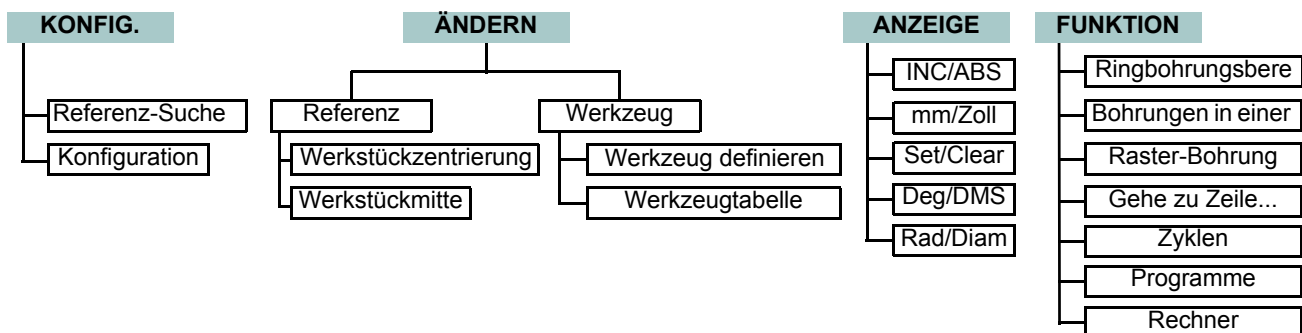 KONFIG.
Referenz-Suche
Konfiguration
ÄNDERN
Referenz
Werkstückzentrierung
Werkstückmitte
Werkzeug
Werkzeug definieren
Werkzeugtabelle
ANZEIGE
INC/ABS
mm/Zoll
Set/Clear
Deg/DMS
Rad/Diam
FUNKTION
Ringbohrungsbere
Bohrungen in einer
Raster-Bohrung
Gehe zu Zeile...
Zyklen
Programme
Rechner